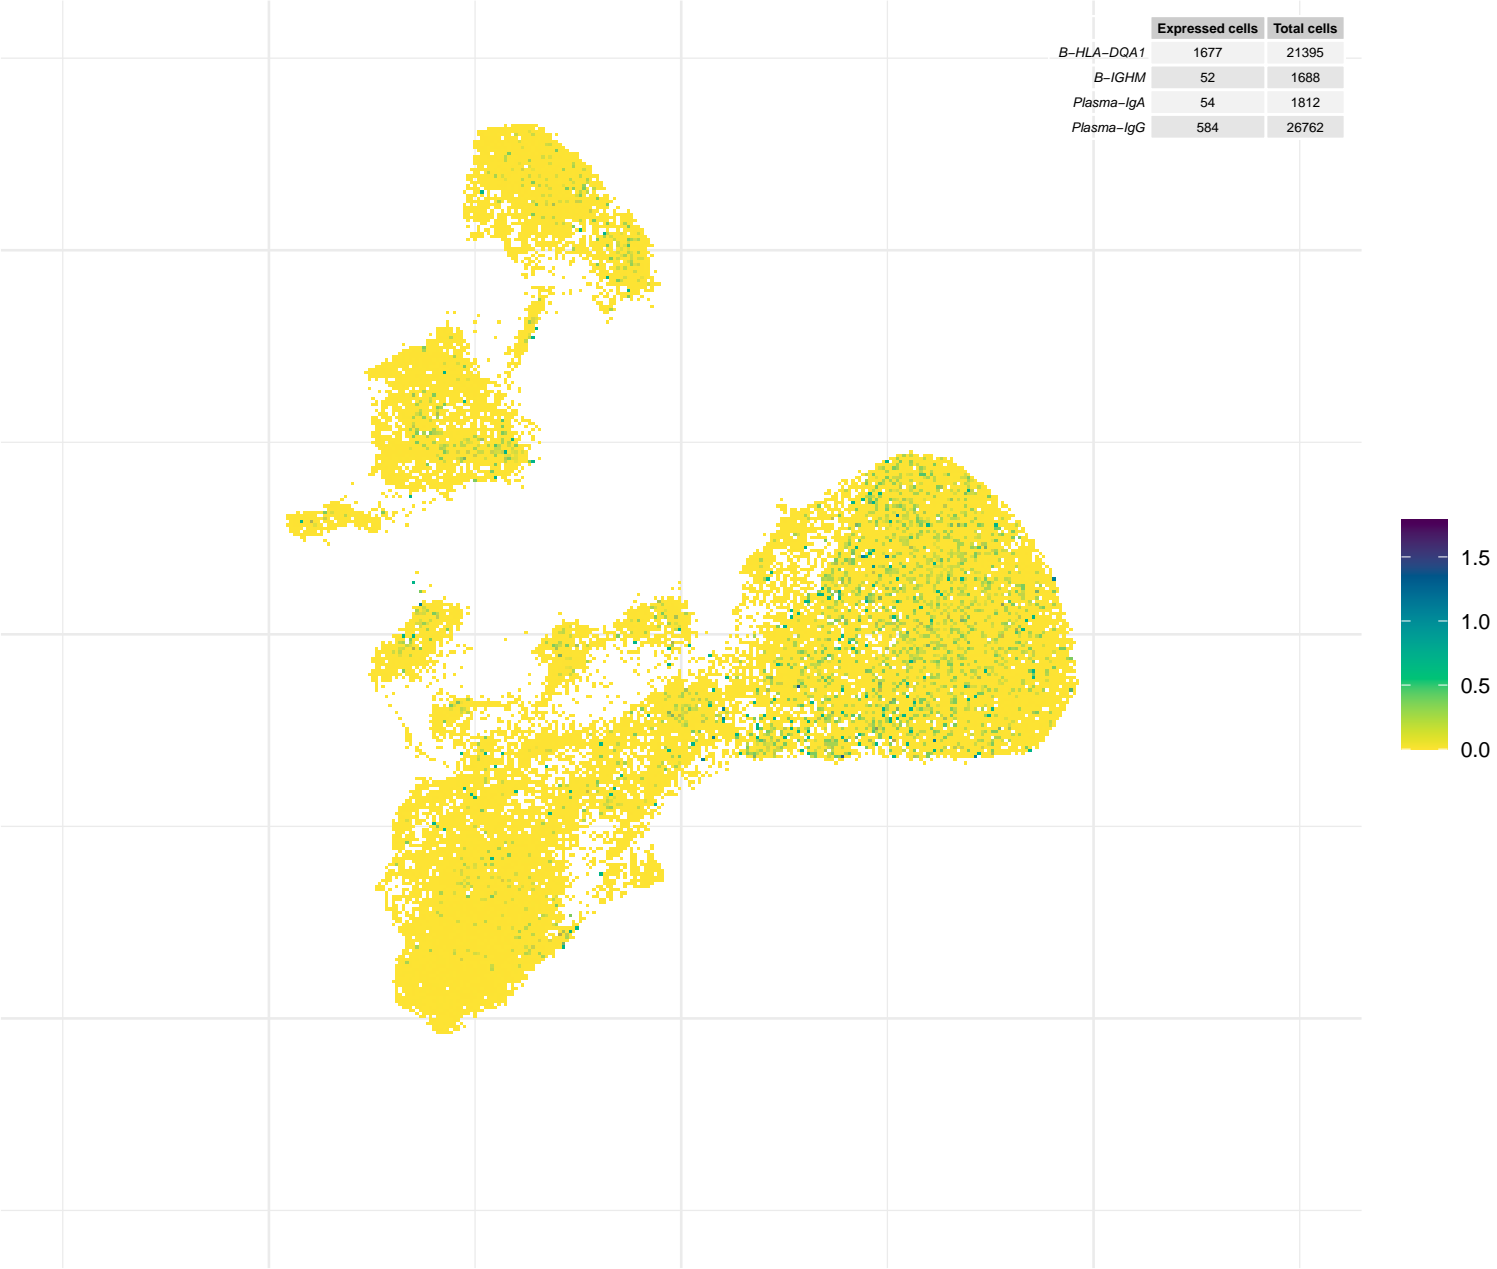 Expressed cells Total cells
B−HLA−DQA1 1677 21395
B−IGHM 52 1688
Plasma−IgA 54 1812
Plasma−IgG 584 26762
1.5
1.0
0.5
0.0